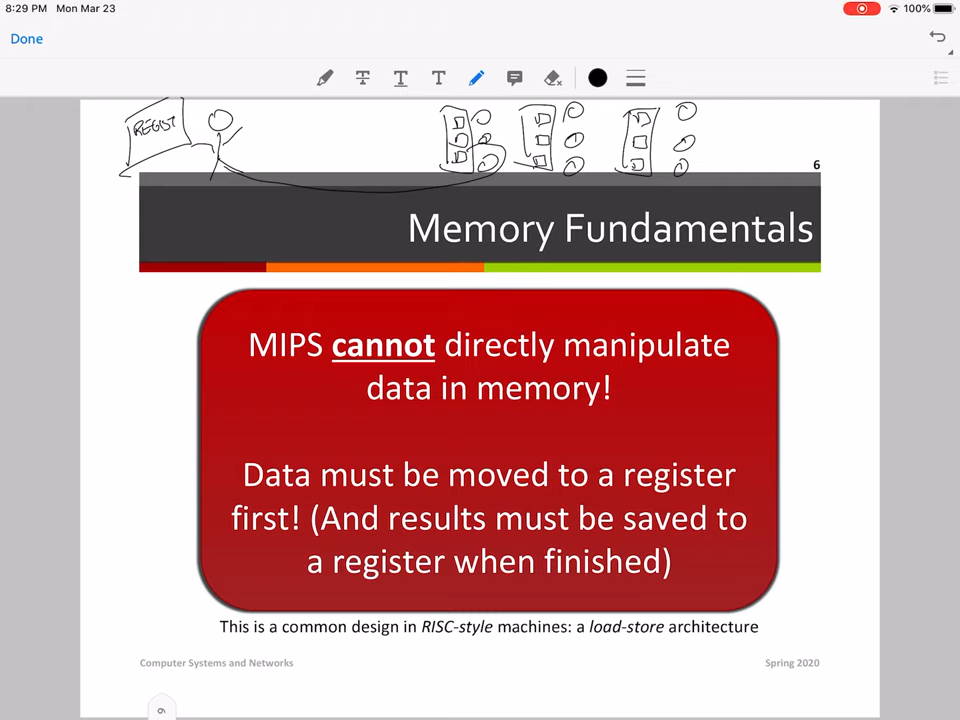 8:29 PM Mon Mar 23
100%
Done
T T T
REGIST
6
Memory Fundamentals
MIPS cannot directly manipulate
data in memory!
Data must be moved to a register
first! (And results must be saved to
a register when finished)
This is a common design in RISC-style machines: a load-store architecture
Computer Systems and Networks
Spring 2020
6